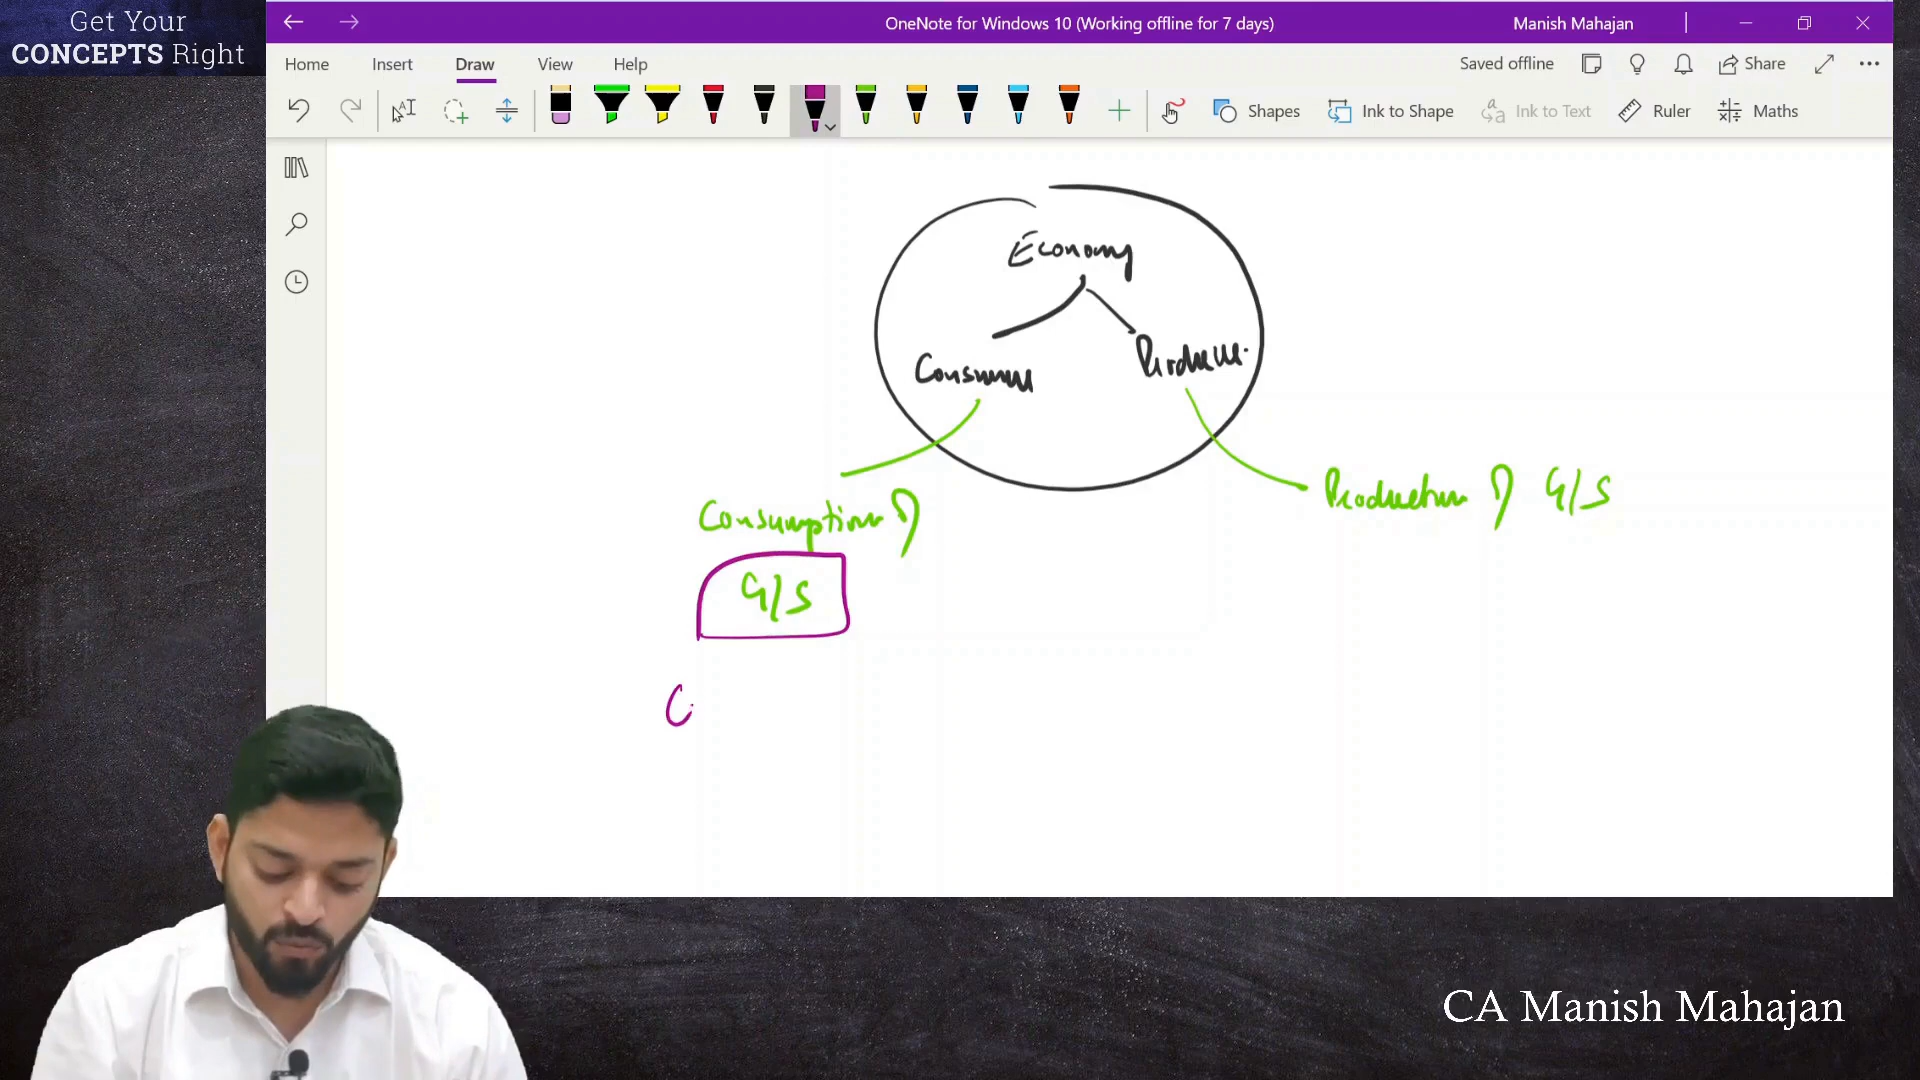 Get Your
CONCEPTS Right
OneNote for Windows 10 (Working offline for 7 days)
Manish Mahajan
Home Insert Draw View Help
Saved offline
Share
Shapes
Ink to Shape
Ink to Text
Ruler
Maths
Economy
Consumer
Producer
Consumption of
G/S
Production of G/S
C
CA Manish Mahajan